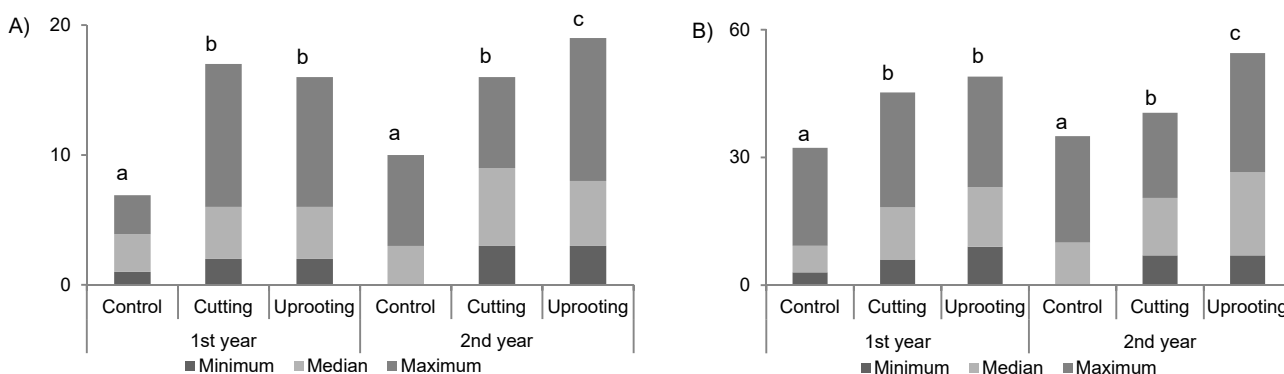 A)
20
10
0
a
b
b
a
b
c
Control Cutting Uprooting Control Cutting Uprooting
1st year 2nd year
Minimum Median Maximum
B)
60
30
0
a
b
b
a
b
c
Control Cutting Uprooting Control Cutting Uprooting
1st year 2nd year
Minimum Median Maximum